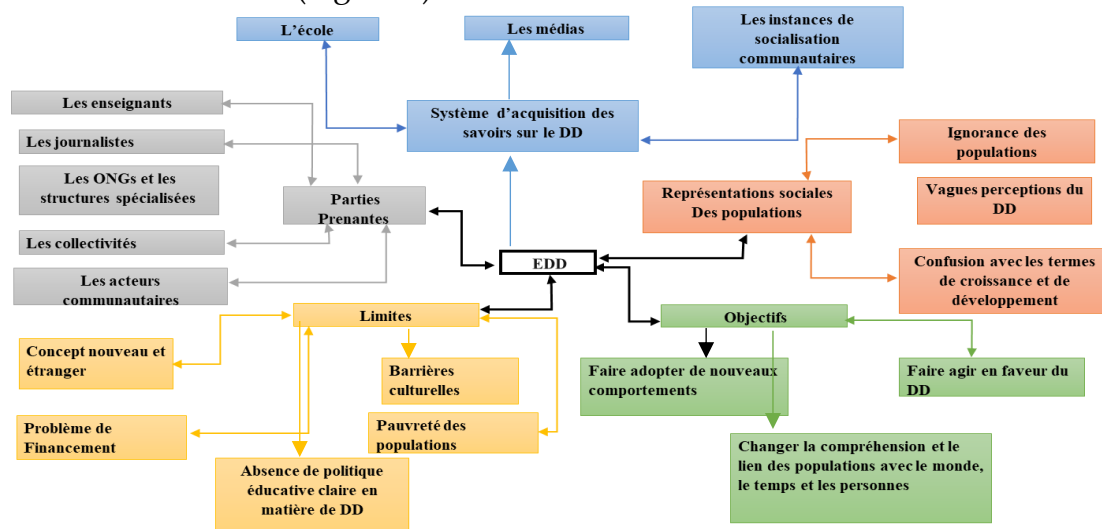 L'école
Les médias
Les instances de
socialisation
communautaires
Les enseignants
Les journalistes
Les ONGs et les
structures spécialisées
Les collectivités
Les acteurs
communautaires
Parties
Prenantes
Système d'acquisition des
savoirs sur le DD
Représentations sociales
Des populations
Ignorance des
populations
Vagues perceptions du
DD
Confusion avec les termes
de croissance et de
développement
EDD
Limites
Concept nouveau et
étranger
Problème de
Financement
Absence de politique
éducative claire en
matière de DD
Barrières
culturelles
Pauvreté des
populations
Objectifs
Faire adopter de nouveaux
comportements
Faire agir en faveur du
DD
Changer la compréhension et le
lien des populations avec le monde,
le temps et les personnes